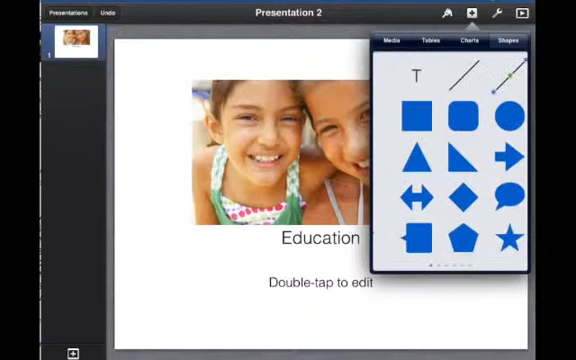 Presentations Undo Presentation 2
Media Tables Charts Shapes
T
1
Education
Double-tap to edit